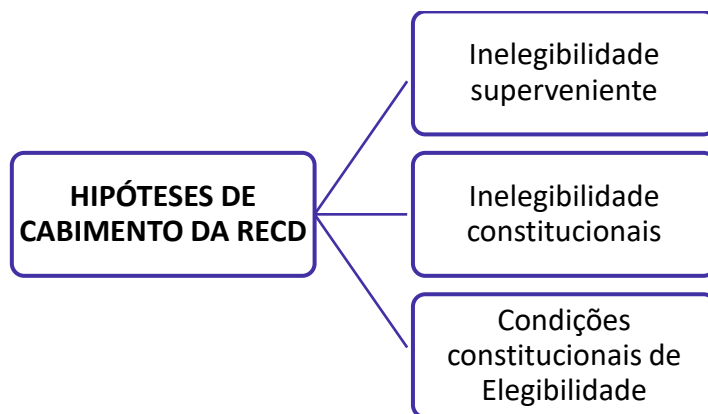 HIPÓTESES DE
CABIMENTO DA RECD
Inelegibilidade
superveniente
Inelegibilidade
constitucionais
Condições
constitucionais de
Elegibilidade